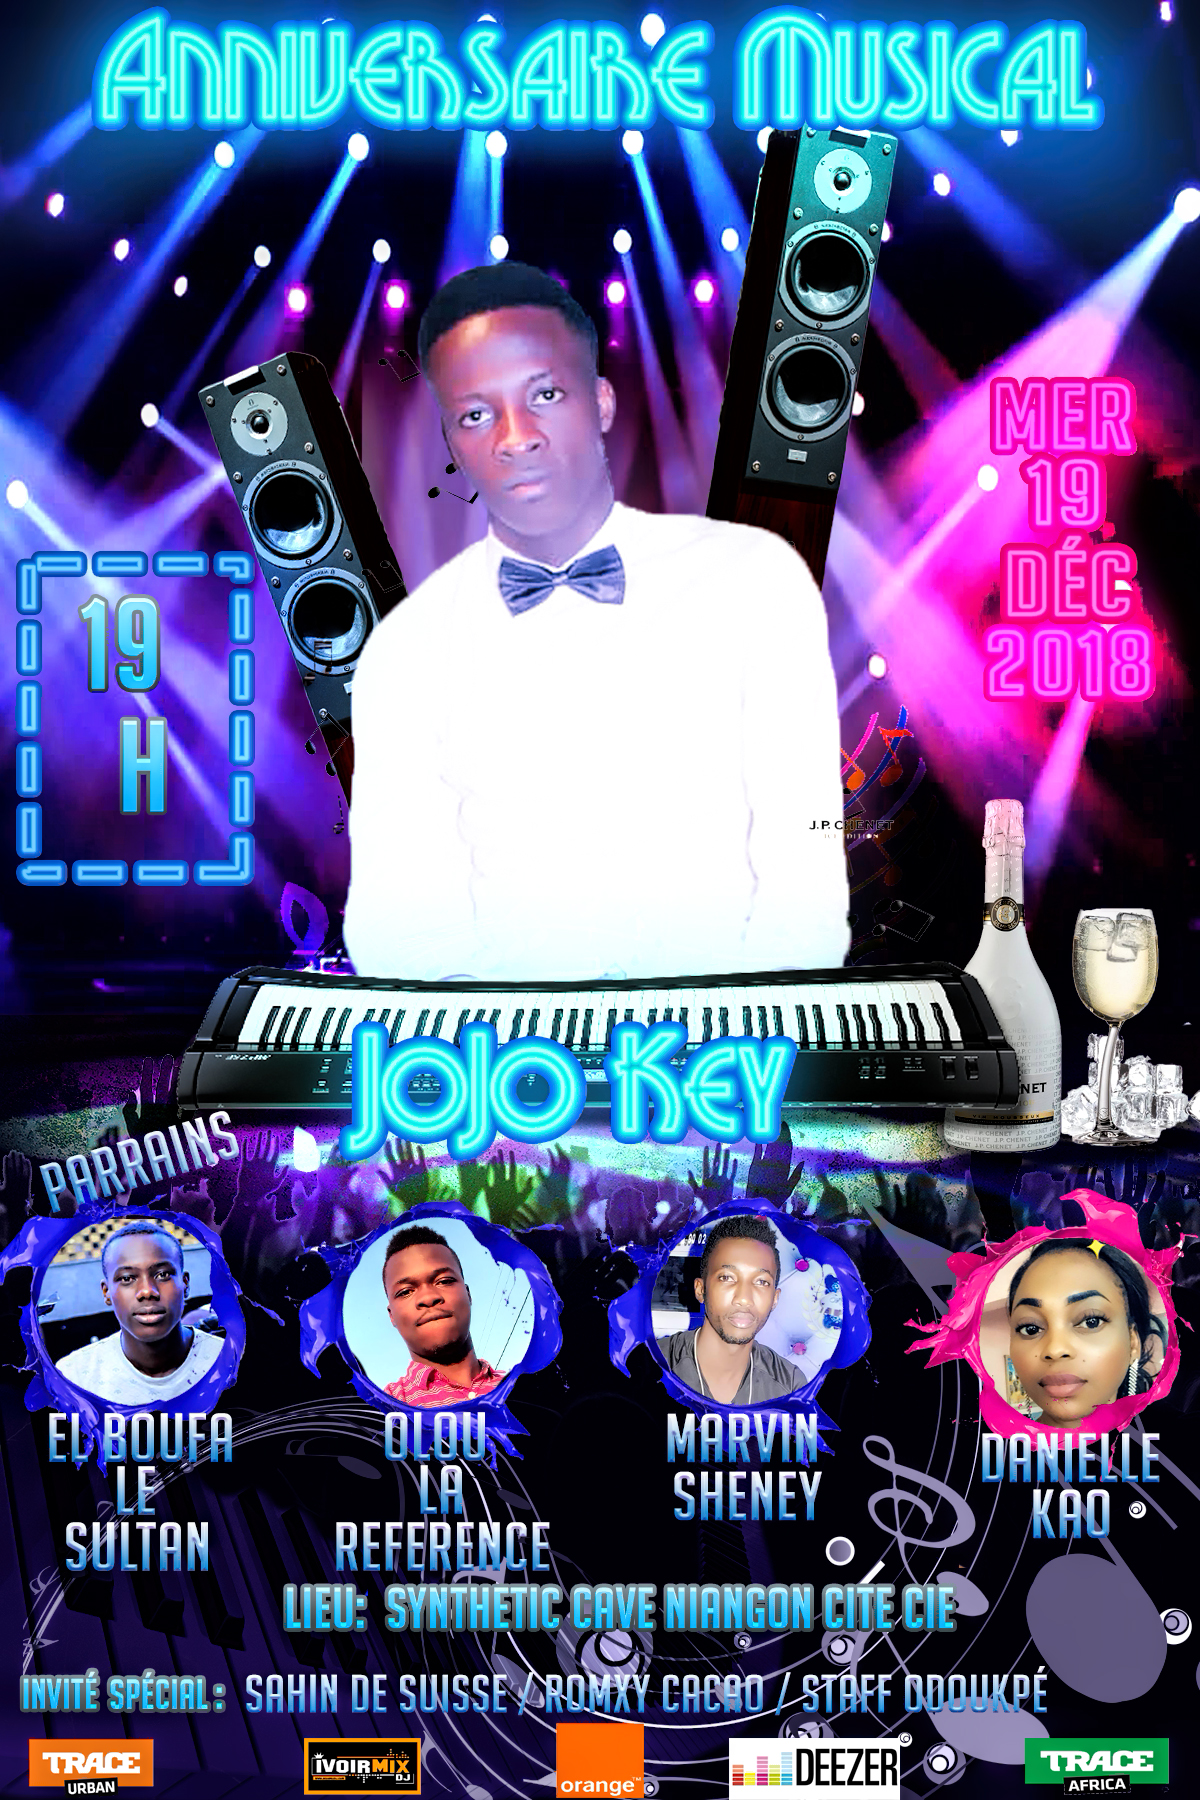 ANNIVERSAIRE MUSICAL
MER
19
DÉC
2018
19
H
J.P. CHENET
JOJO KEY
PARRAINS
EL BOUFA
LE
SULTAN
OLOU
LA
REFERENCE
MARVIN
SHENEY
DANIELLE
KAO
LIEU: SYNTHETIC CAVE NIANGON CITE CIE
INVITÉ SPÉCIAL : SAHIN DE SUISSE / ROMXY CACAO / STAFF ODOUKPÉ
TRACE
URBAN
IVOIRMIX
DJ
orange™
DEEZER
TRACE
AFRICA